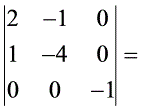 |2 -1 0|
|1 -4 0| =
|0 0 -1|